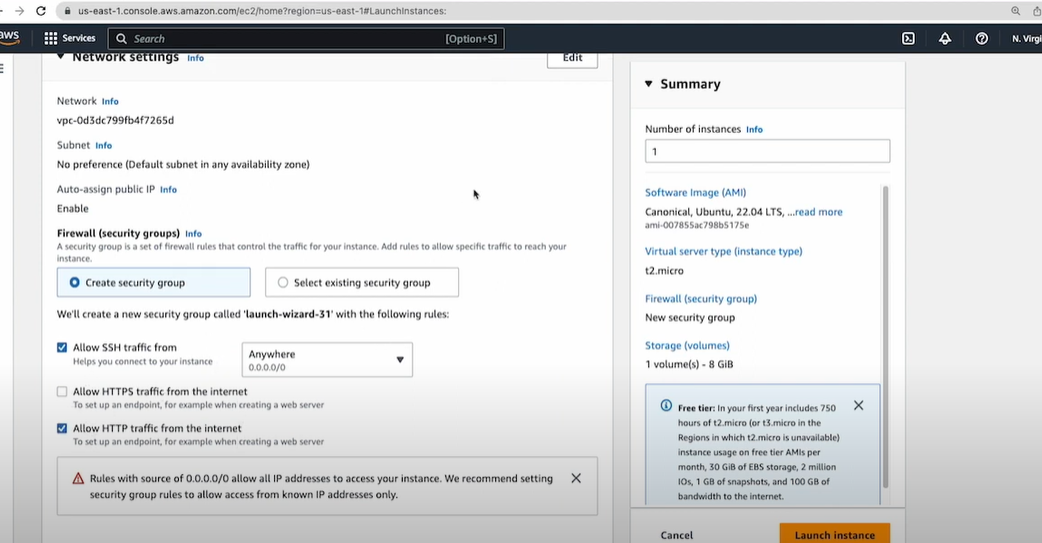 us-east-1.console.aws.amazon.com/ec2/home?region=us-east-1#LaunchInstances:
aws
Services
Search
[Option+S]
Network settings Info
Edit
Network Info
vpc-0d3dc799fb4f7265d
Subnet Info
No preference (Default subnet in any availability zone)
Auto-assign public IP Info
Enable
Firewall (security groups) Info
A security group is a set of firewall rules that control the traffic for your instance. Add rules to allow specific traffic to reach your
instance.
Create security group
Select existing security group
We'll create a new security group called 'launch-wizard-31' with the following rules:
Allow SSH traffic from
Helps you connect to your instance
Anywhere
0.0.0.0/0
Allow HTTPS traffic from the internet
To set up an endpoint, for example when creating a web server
Allow HTTP traffic from the internet
To set up an endpoint, for example when creating a web server
Rules with source of 0.0.0.0/0 allow all IP addresses to access your instance. We recommend setting
security group rules to allow access from known IP addresses only.
N. Virgi
Summary
Number of instances Info
1
Software Image (AMI)
Canonical, Ubuntu, 22.04 LTS, ...read more
ami-007855ac798b5175e
Virtual server type (instance type)
t2.micro
Firewall (security group)
New security group
Storage (volumes)
1 volume(s) - 8 GiB
Free tier: In your first year includes 750
hours of t2.micro (or t3.micro in the
Regions in which t2.micro is unavailable)
instance usage on free tier AMIs per
month, 30 GiB of EBS storage, 2 million
IOs, 1 GB of snapshots, and 100 GB of
bandwidth to the internet.
Cancel
Launch instance